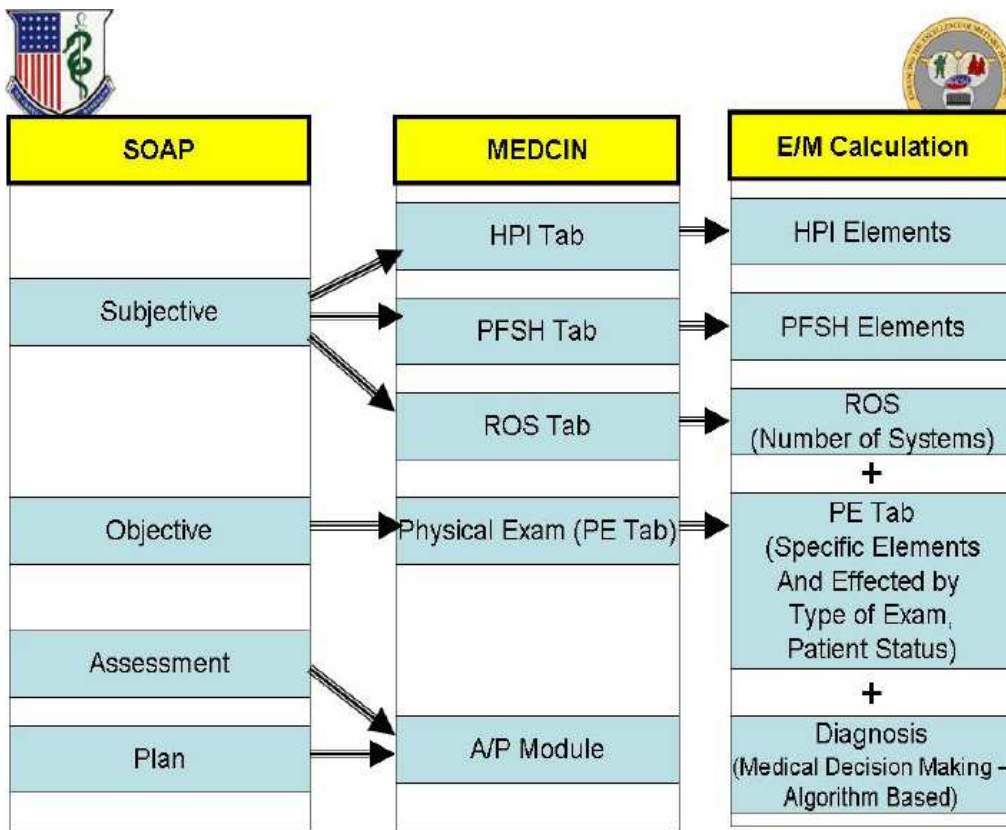 SOAP
MEDCIN
E/M Calculation
Subjective
Objective
Assessment
Plan
HPI Tab
PFSH Tab
ROS Tab
Physical Exam (PE Tab)
A/P Module
HPI Elements
PFSH Elements
ROS
(Number of Systems)
+
PE Tab
(Specific Elements
And Effected by
Type of Exam,
Patient Status)
+
Diagnosis
(Medical Decision Making –
Algorithm Based)